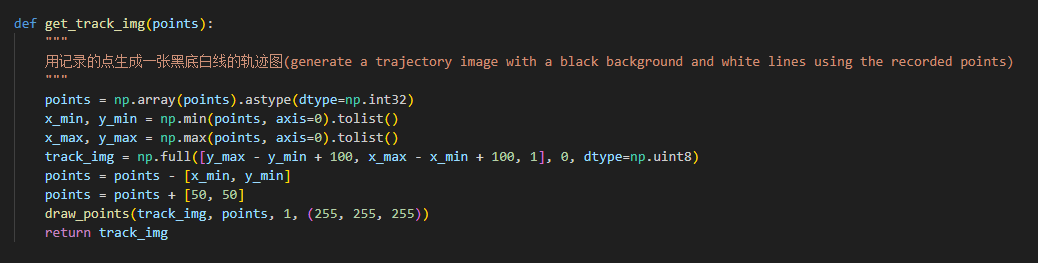 def get_track_img(points):
    """
    用记录的点生成一张黑底白线的轨迹图(generate a trajectory image with a black background and white lines using the recorded points)
    """
    points = np.array(points).astype(dtype=np.int32)
    x_min, y_min = np.min(points, axis=0).tolist()
    x_max, y_max = np.max(points, axis=0).tolist()
    track_img = np.full([y_max - y_min + 100, x_max - x_min + 100, 1], 0, dtype=np.uint8)
    points = points - [x_min, y_min]
    points = points + [50, 50]
    draw_points(track_img, points, 1, (255, 255, 255))
    return track_img